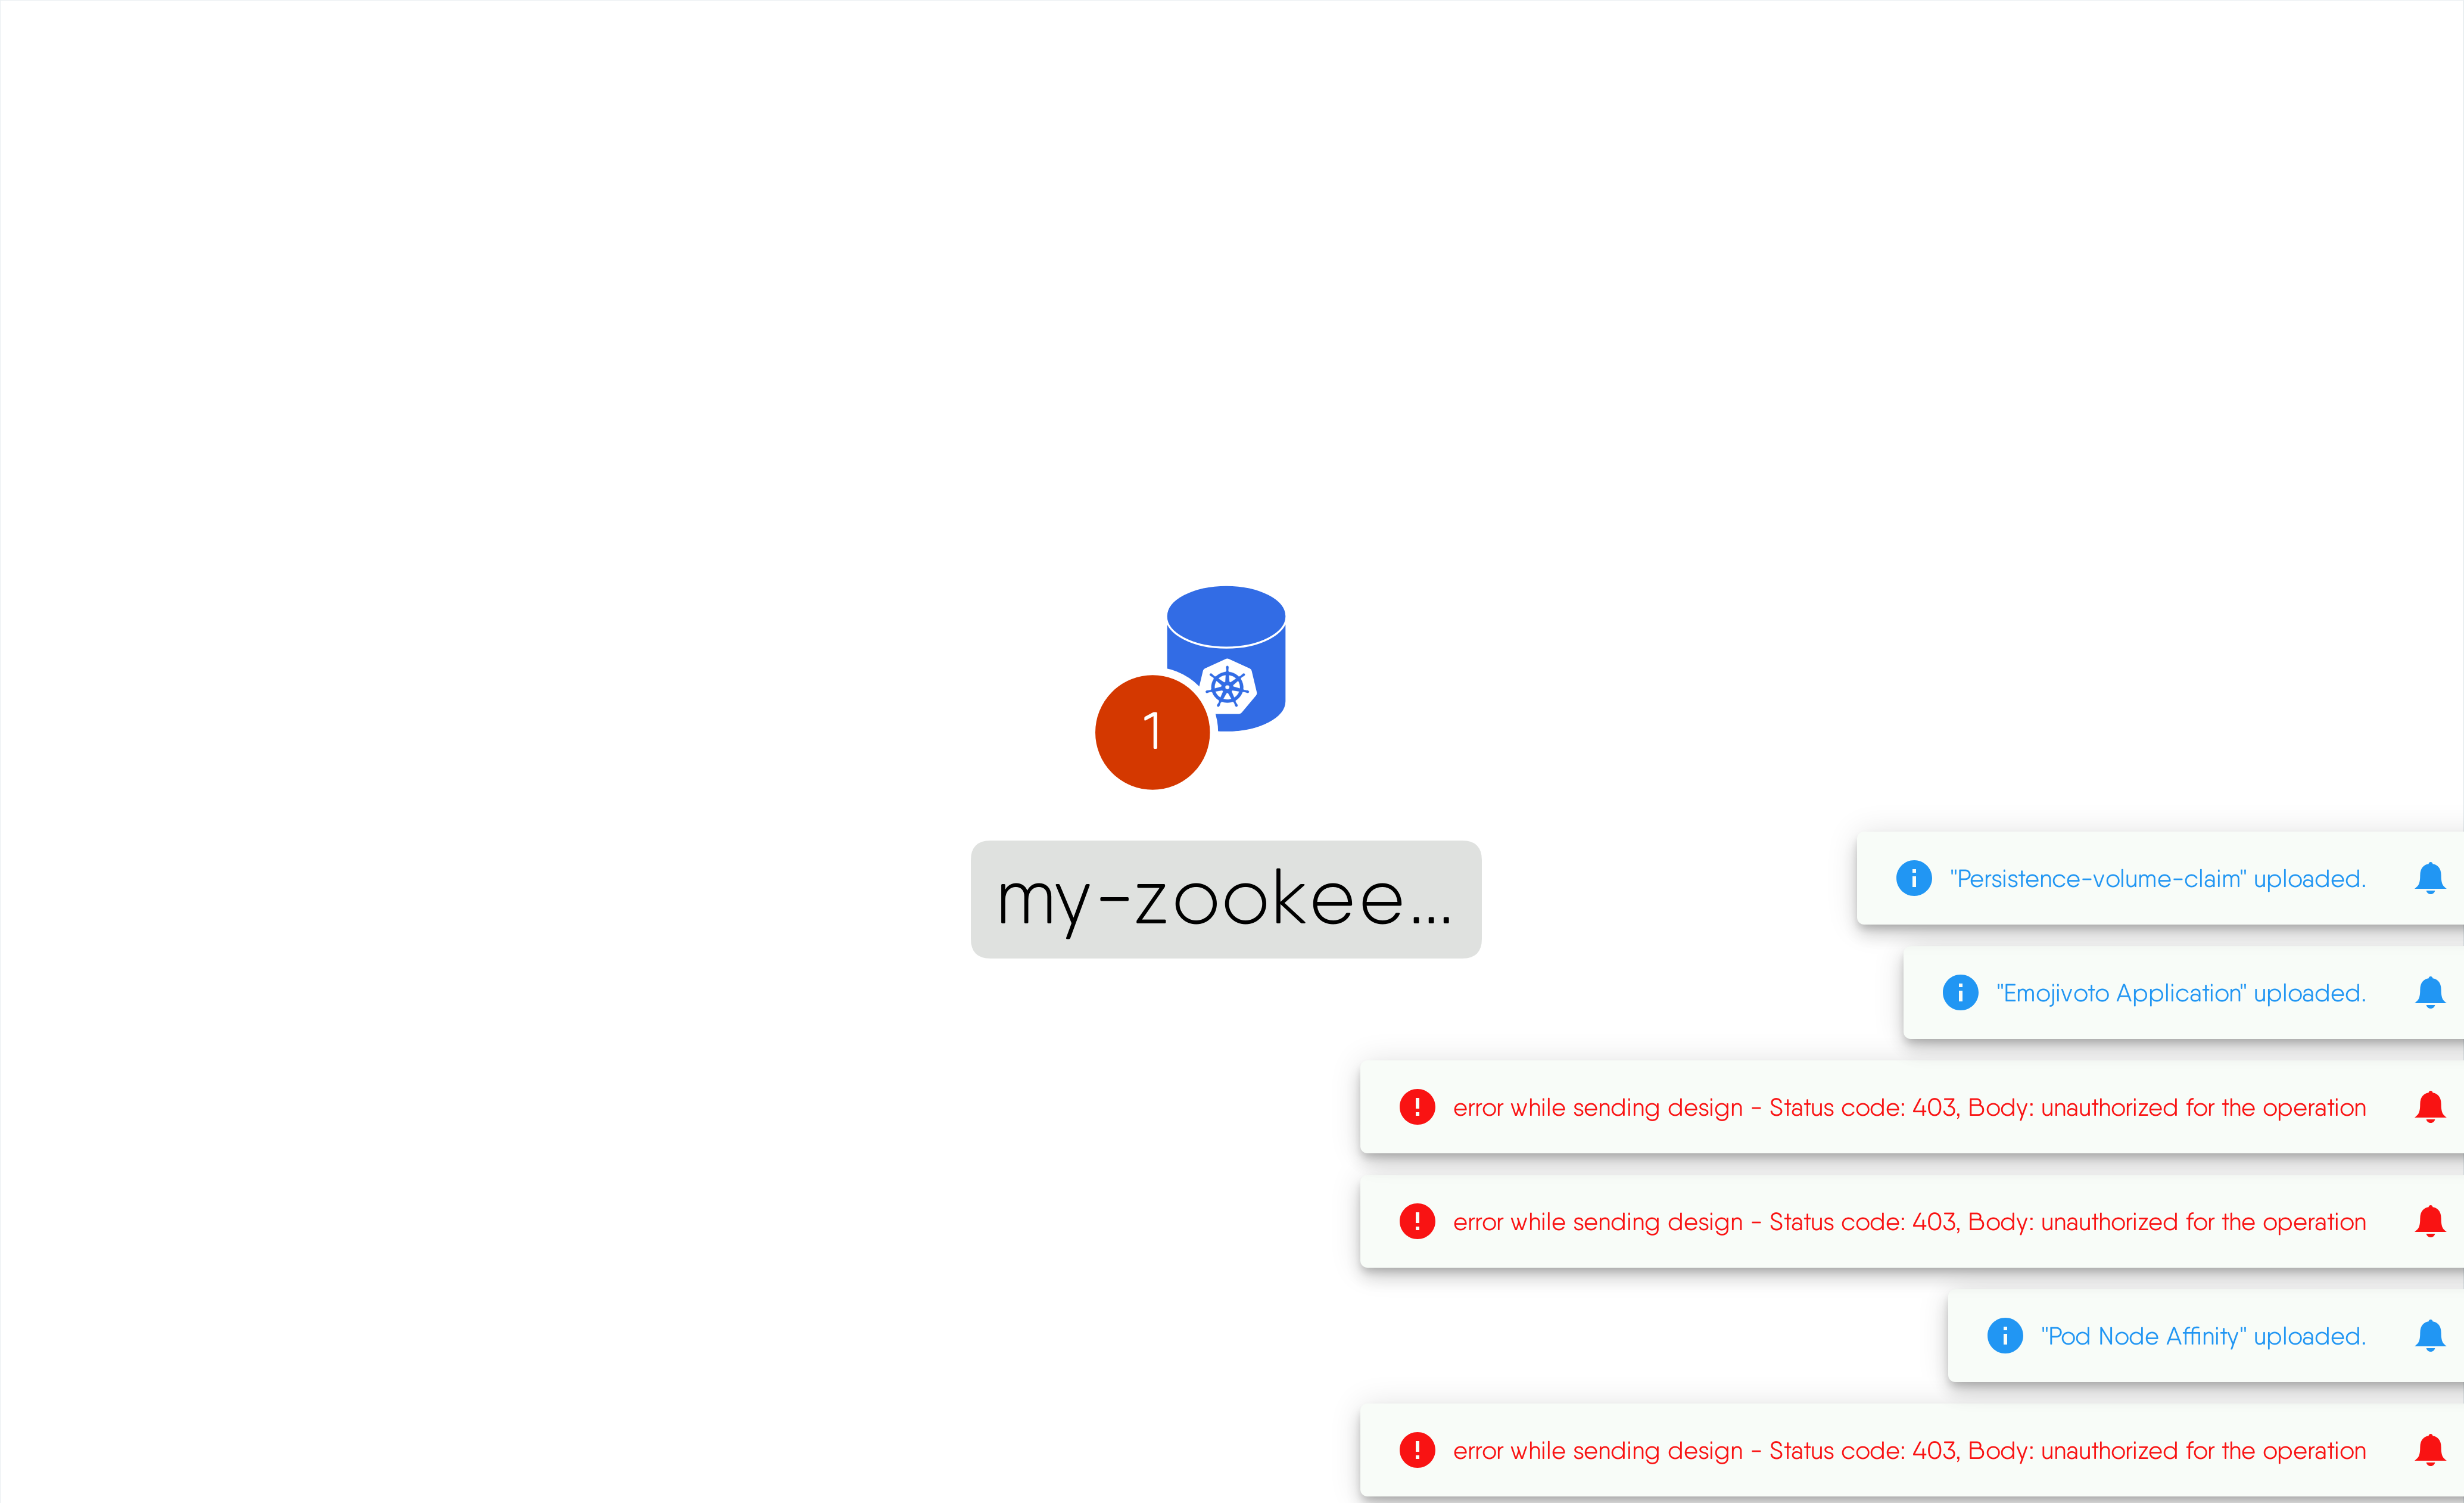 1
my-zookee...
"Persistence-volume-claim" uploaded.
"Emojivoto Application" uploaded.
error while sending design - Status code: 403, Body: unauthorized for the operation
error while sending design - Status code: 403, Body: unauthorized for the operation
"Pod Node Affinity" uploaded.
error while sending design - Status code: 403, Body: unauthorized for the operation